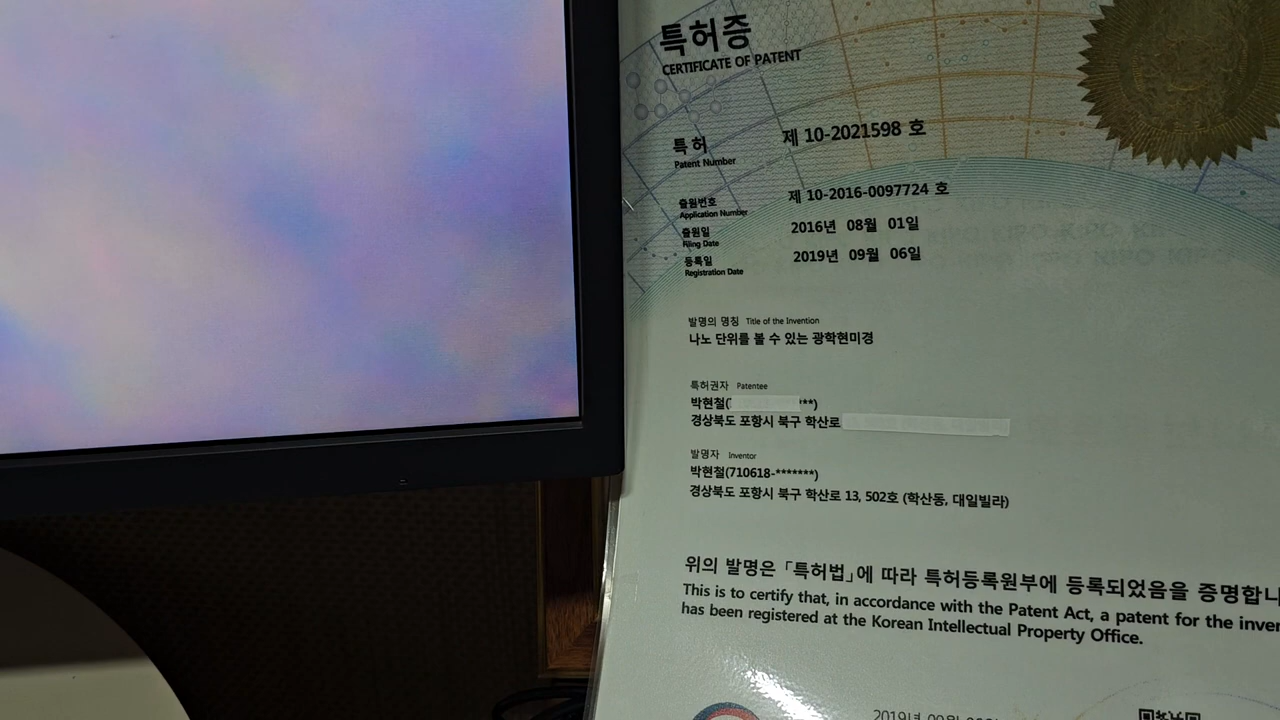 특허증
CERTIFICATE OF PATENT
특허 제 10-2021598 호
Patent Number
출원번호 제 10-2016-0097724 호
Application Number
출원일 2016년 08월 01일
Filing Date
등록일 2019년 09월 06일
Registration Date
발명의 명칭 Title of the Invention
나노 단위를 볼 수 있는 광학현미경
특허권자 Patentee
박현철( **)
경상북도 포항시 북구 학산로
발명자 Inventor
박현철(710618-*******)
경상북도 포항시 북구 학산로 13, 502호 (학산동, 대일빌라)
위의 발명은 「특허법」에 따라 특허등록원부에 등록되었음을 증명합니
This is to certify that, in accordance with the Patent Act, a patent for the inven
has been registered at the Korean Intellectual Property Office.
2019년